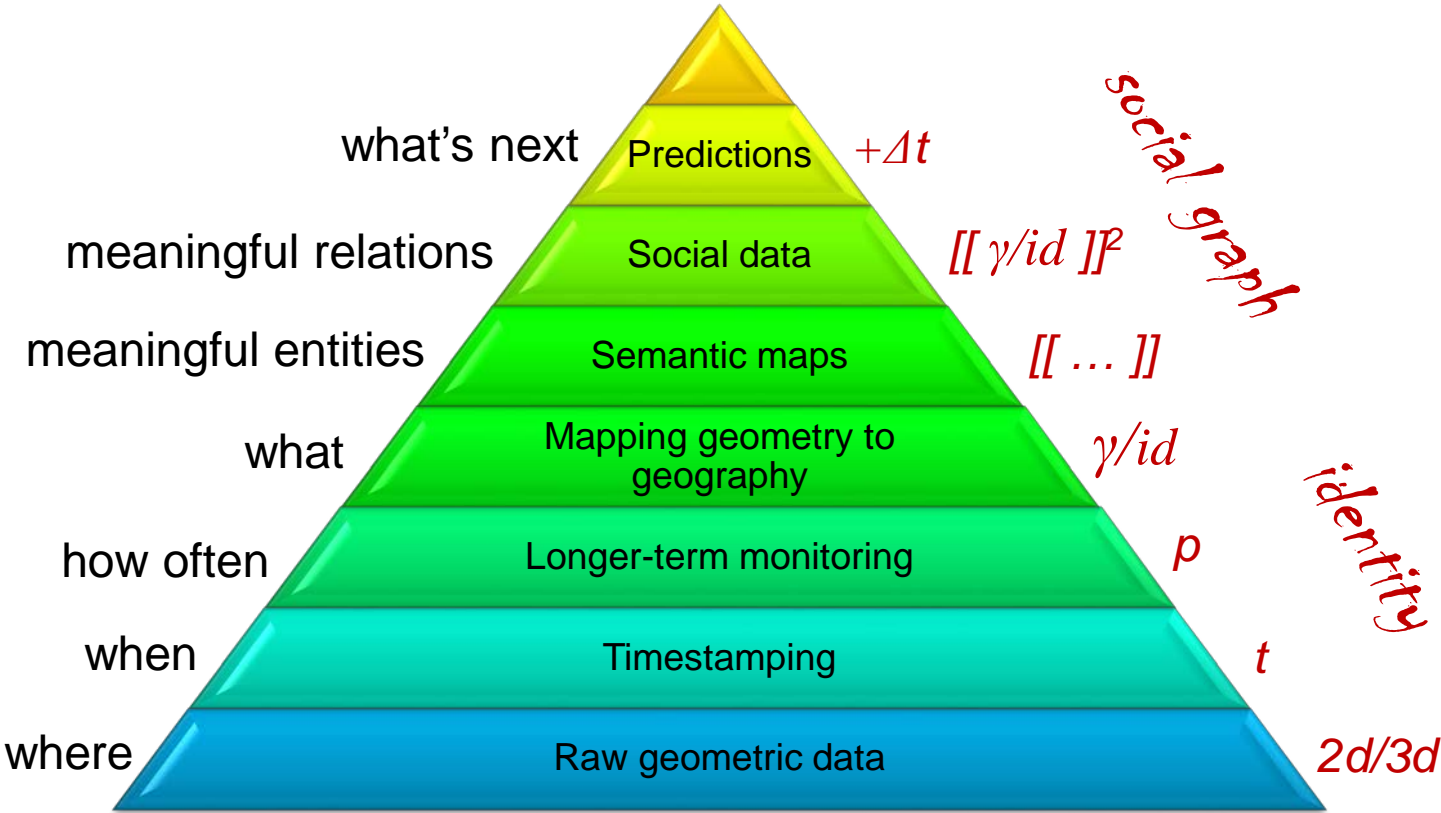 what's next Predictions +Δt
social graph
meaningful relations Social data [[ γ/id ]]²
meaningful entities Semantic maps [[ … ]]
what Mapping geometry to
geography γ/id
identity
how often Longer-term monitoring p
when Timestamping t
where Raw geometric data 2d/3d